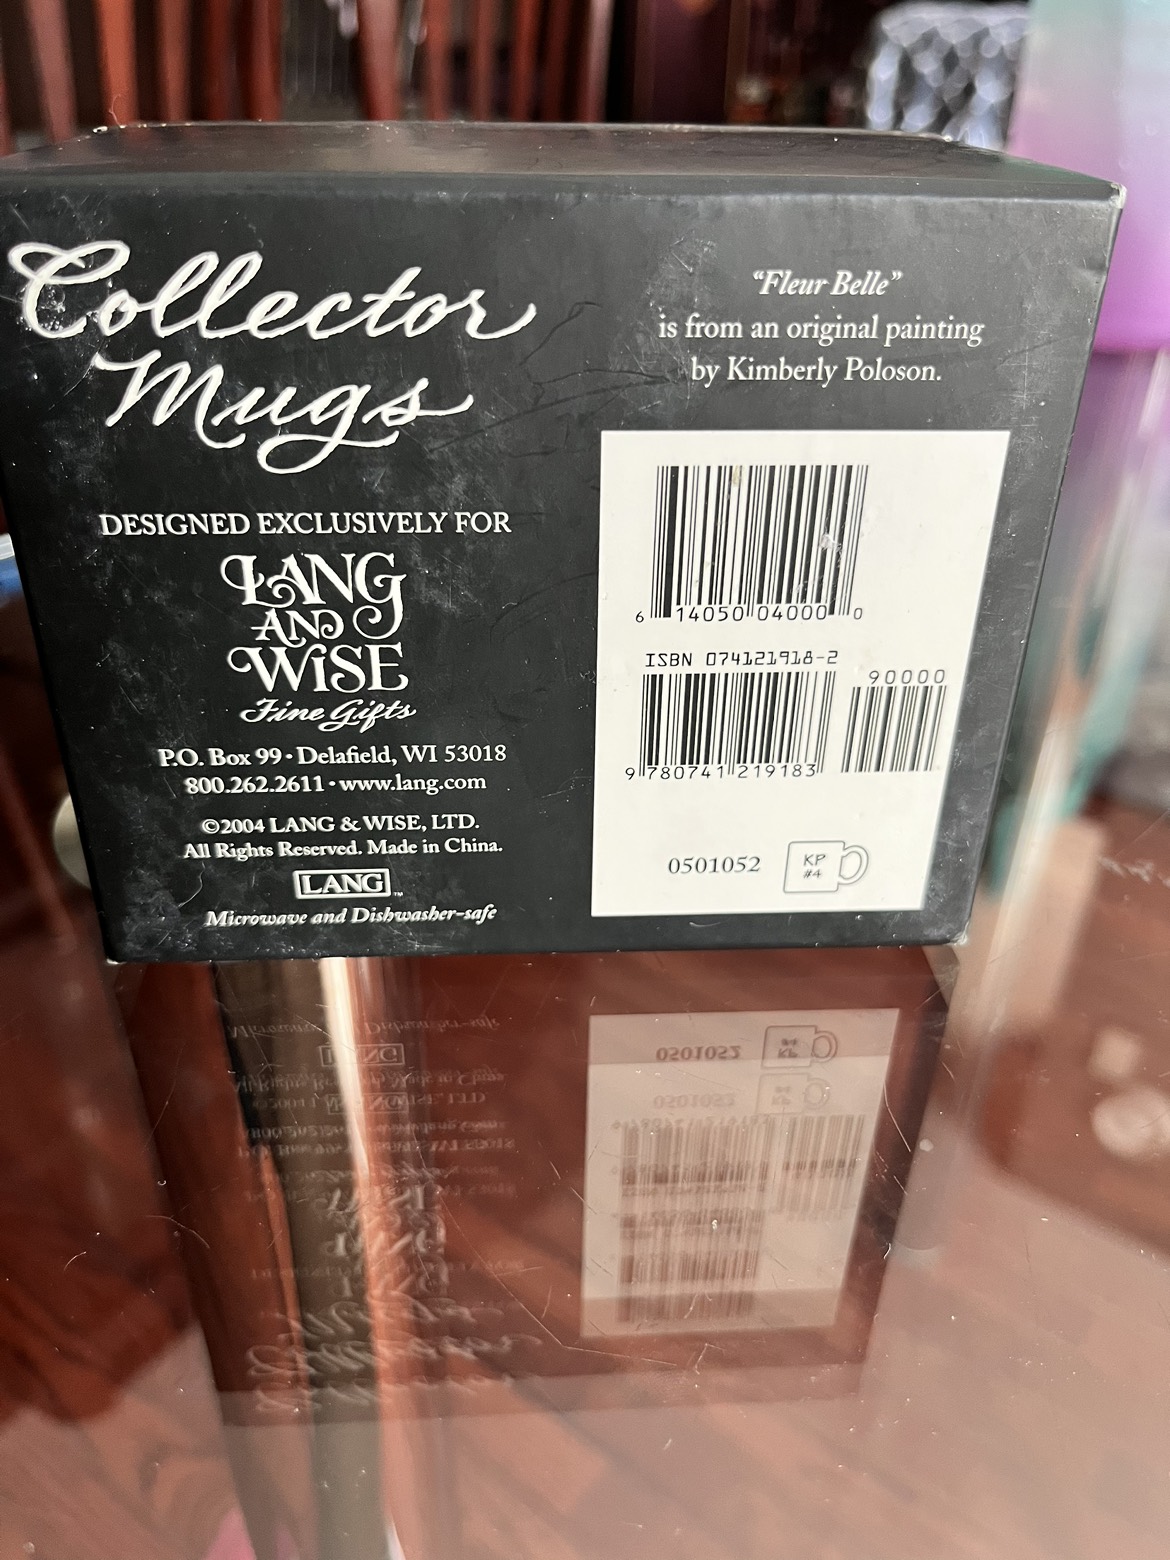 Collector
Mugs
DESIGNED EXCLUSIVELY FOR
LANG
AND
WISE
Fine Gifts
P.O. Box 99 • Delafield, WI 53018
800.262.2611 • www.lang.com
©2004 LANG & WISE, LTD.
All Rights Reserved. Made in China.
LANG™
Microwave and Dishwasher-safe
“Fleur Belle”
is from an original painting
by Kimberly Poloson.
6 14050 04000 0
ISBN 074121918-2
90000
9 780741 219183
0501052
KP
#4